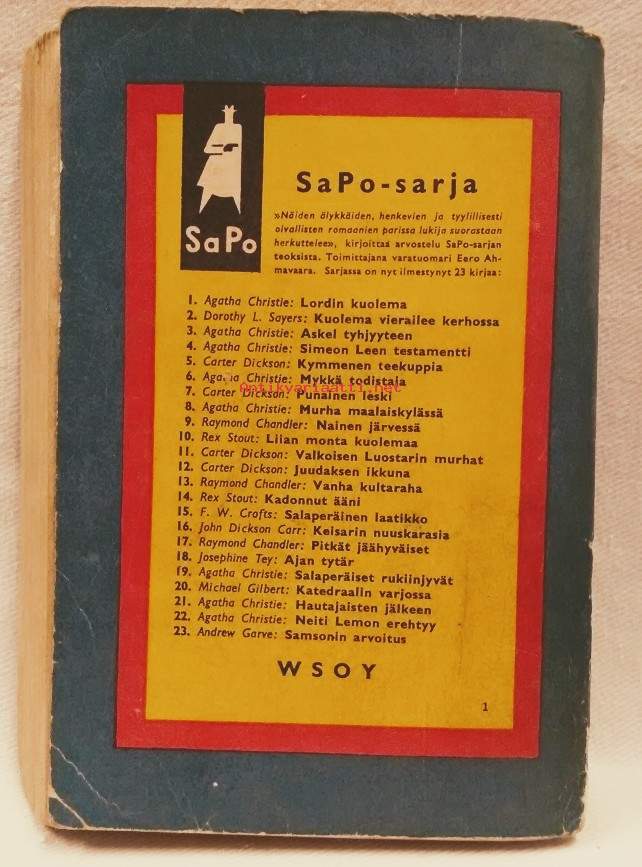 SaPo
SaPo-sarja
»Näiden älykkäiden, henkevien ja tyylillisesti
oivallisten romaanien parissa lukija suorastaan
herkuttelee», kirjoittaa arvostelu SaPo-sarjan
teoksista. Toimittajana varatuomari Eero Ah-
mavaara. Sarjassa on nyt ilmestynyt 23 kirjaa:
1. Agatha Christie: Lordin kuolema
2. Dorothy L. Sayers: Kuolema vierailee kerhossa
3. Agatha Christie: Askel tyhjyyteen
4. Agatha Christie: Simeon Leen testamentti
5. Carter Dickson: Kymmenen teekuppia
6. Agatha Christie: Mykkä todistaja
Antikvariaatti.net
7. Carter Dickson: Punainen leski
8. Agatha Christie: Murha maalaiskylässä
9. Raymond Chandler: Nainen järvessä
10. Rex Stout: Liian monta kuolemaa
11. Carter Dickson: Valkoisen Luostarin murhat
12. Carter Dickson: Juudaksen ikkuna
13. Raymond Chandler: Vanha kultaraha
14. Rex Stout: Kadonnut ääni
15. F. W. Crofts: Salaperäinen laatikko
16. John Dickson Carr: Keisarin nuuskarasia
17. Raymond Chandler: Pitkät jäähyväiset
18. Josephine Tey: Ajan tytär
19. Agatha Christie: Salaperäiset rukiinjyvät
20. Michael Gilbert: Katedraalin varjossa
21. Agatha Christie: Hautajaisten jälkeen
22. Agatha Christie: Neiti Lemon erehtyy
23. Andrew Garve: Samsonin arvoitus
WSOY
1